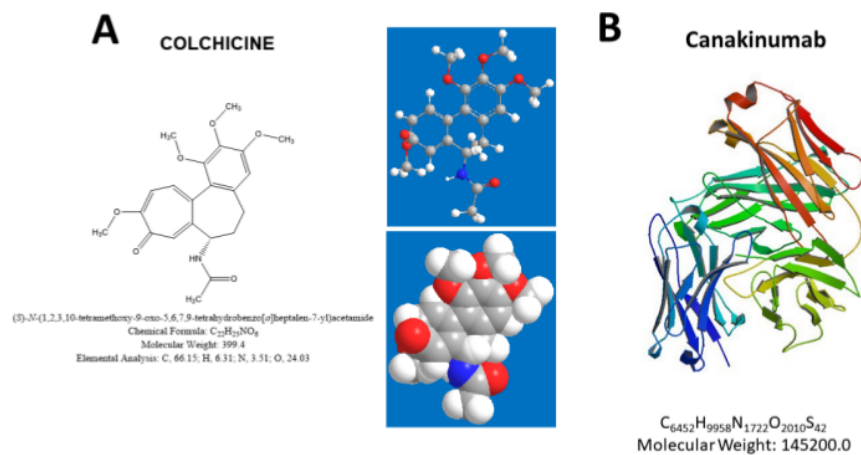 A
COLCHICINE
CH₃
O
CH₃
O
H₃C
O
CH₃
O
H₃C
O
O
HN
O
CH₃
(S)-N-(1,2,3,10-tetramethoxy-9-oxo-5,6,7,9-tetrahydrobenzo[a]heptalen-7-yl)acetamide
Chemical Formula: C₂₂H₂₅NO₆
Molecular Weight: 399.4
Elemental Analysis: C, 66.15; H, 6.31; N, 3.51; O, 24.03
B
Canakinumab
C₆₄₅₂H₉₉₅₈N₁₇₂₂O₂₀₁₀S₄₂
Molecular Weight: 145200.0